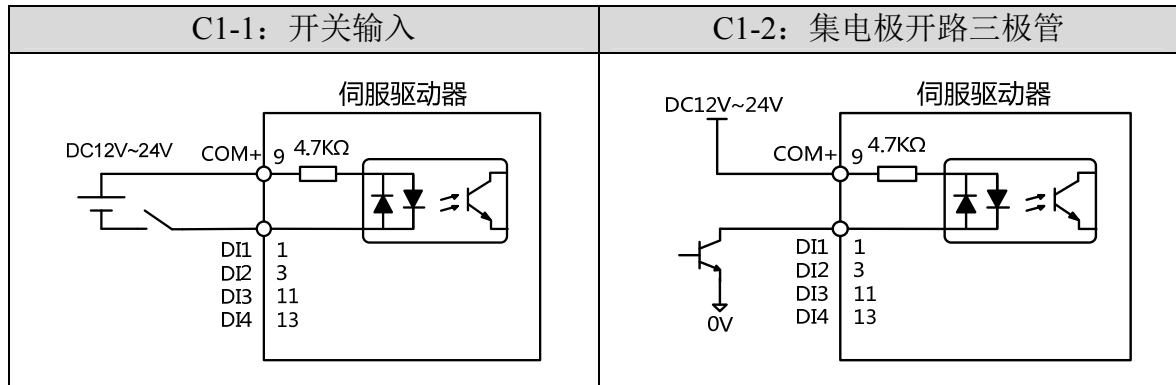 C1-1：开关输入
C1-2：集电极开路三极管
伺服驱动器
DC12V~24V
COM+
9
4.7KΩ
DI1 1
DI2 3
DI3 11
DI4 13
伺服驱动器
DC12V~24V
COM+
9
4.7KΩ
DI1 1
DI2 3
DI3 11
DI4 13
0V